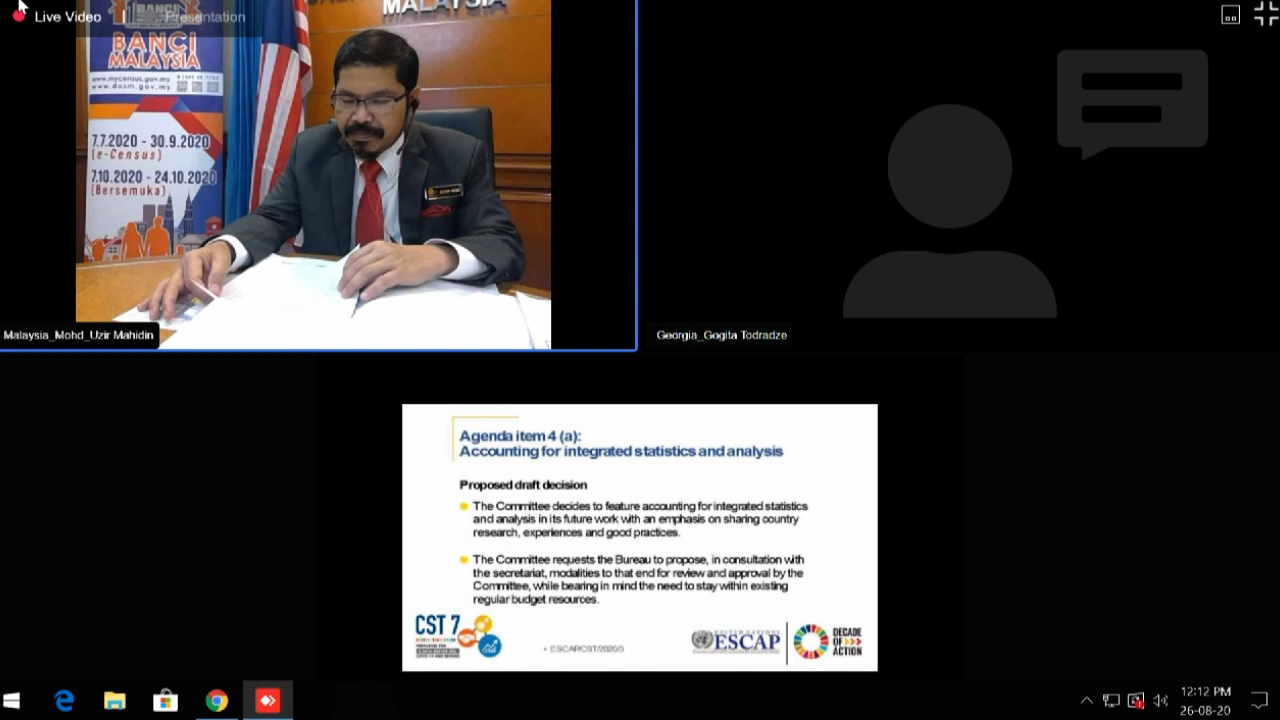 Live Video
Presentation
MALAYSIA
BANCI
BANCI
MALAYSIA
www.mycensus.gov.my
www.dosm.gov.my
7.7.2020 - 30.9.2020
(e-Census)
7.10.2020 - 24.10.2020
(Bersemuka)
Malaysia_Mohd_Uzir Mahidin
Georgia_Gogita Todradze
Agenda item 4 (a):
Accounting for integrated statistics and analysis
Proposed draft decision
The Committee decides to feature accounting for integrated statistics
and analysis in its future work with an emphasis on sharing country
research, experiences and good practices.
The Committee requests the Bureau to propose, in consultation with
the secretariat, modalities to that end for review and approval by the
Committee, while bearing in mind the need to stay within existing
regular budget resources.
CST 7
UNITED NATIONS
ESCAP
DECADE
OF
ACTION
12:12 PM
26-08-20